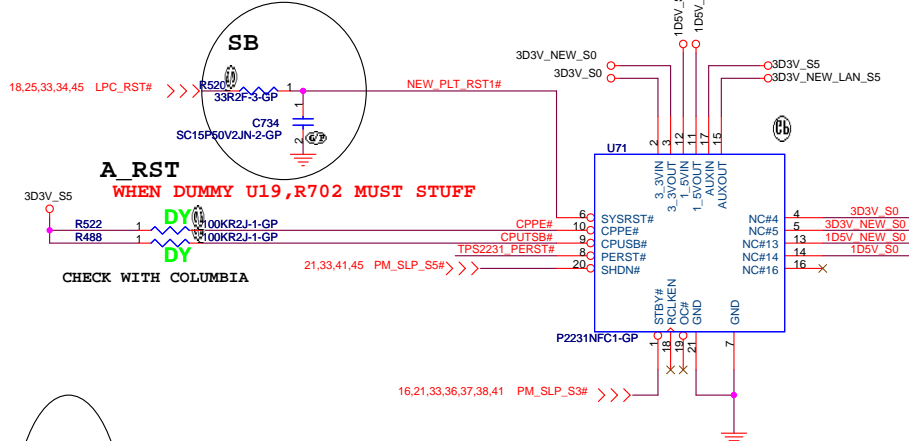 1D5V_S
1D5V_S0
SB
3D3V_NEW_S0
3D3V_S0
3D3V_S5
3D3V_NEW_LAN_S5
18,25,33,34,45 LPC_RST#
R520
1
33R2F-3-GP
NEW_PLT_RST1#
C734
1
SC15P50V2JN-2-GP
2
U71
2
3
12
11
17
15
3_3VIN
3_3VOUT
1_5VIN
1_5VOUT
AUXIN
AUXOUT
A_RST
WHEN DUMMY U19,R702 MUST STUFF
3D3V_S5
DY
R522 1 100KR2J-1-GP
R488 1 100KR2J-1-GP
DY
CHECK WITH COLUMBIA
6 SYSRST#
CPPE# 10 CPPE#
CPUTSB# 9 CPUSB#
TPS2231_PERST# 8 PERST#
21,33,41,45 PM_SLP_S5# 20 SHDN#
NC#4 4 3D3V_S0
NC#5 5 3D3V_NEW_S0
NC#13 13 1D5V_NEW_S0
NC#14 14 1D5V_S0
NC#16 16
STBY#
RCLKEN
OC#
GND
GND
P2231NFC1-GP
1
18
19
21
7
16,21,33,36,37,38,41 PM_SLP_S3#